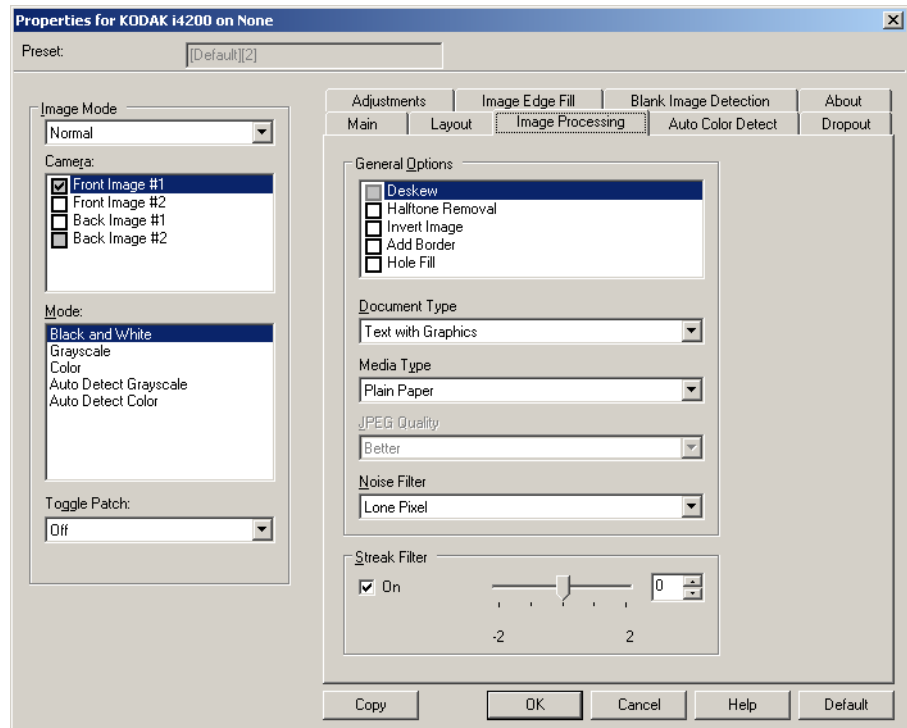 Properties for KODAK i4200 on None
Preset:
[Default][2]
Image Mode
Normal
Camera:
Front Image #1
Front Image #2
Back Image #1
Back Image #2
Mode:
Black and White
Grayscale
Color
Auto Detect Grayscale
Auto Detect Color
Toggle Patch:
Off
Adjustments
Image Edge Fill
Blank Image Detection
About
Main
Layout
Image Processing
Auto Color Detect
Dropout
General Options
Deskew
Halftone Removal
Invert Image
Add Border
Hole Fill
Document Type
Text with Graphics
Media Type
Plain Paper
JPEG Quality
Better
Noise Filter
Lone Pixel
Streak Filter
On
0
-2
2
Copy
OK
Cancel
Help
Default